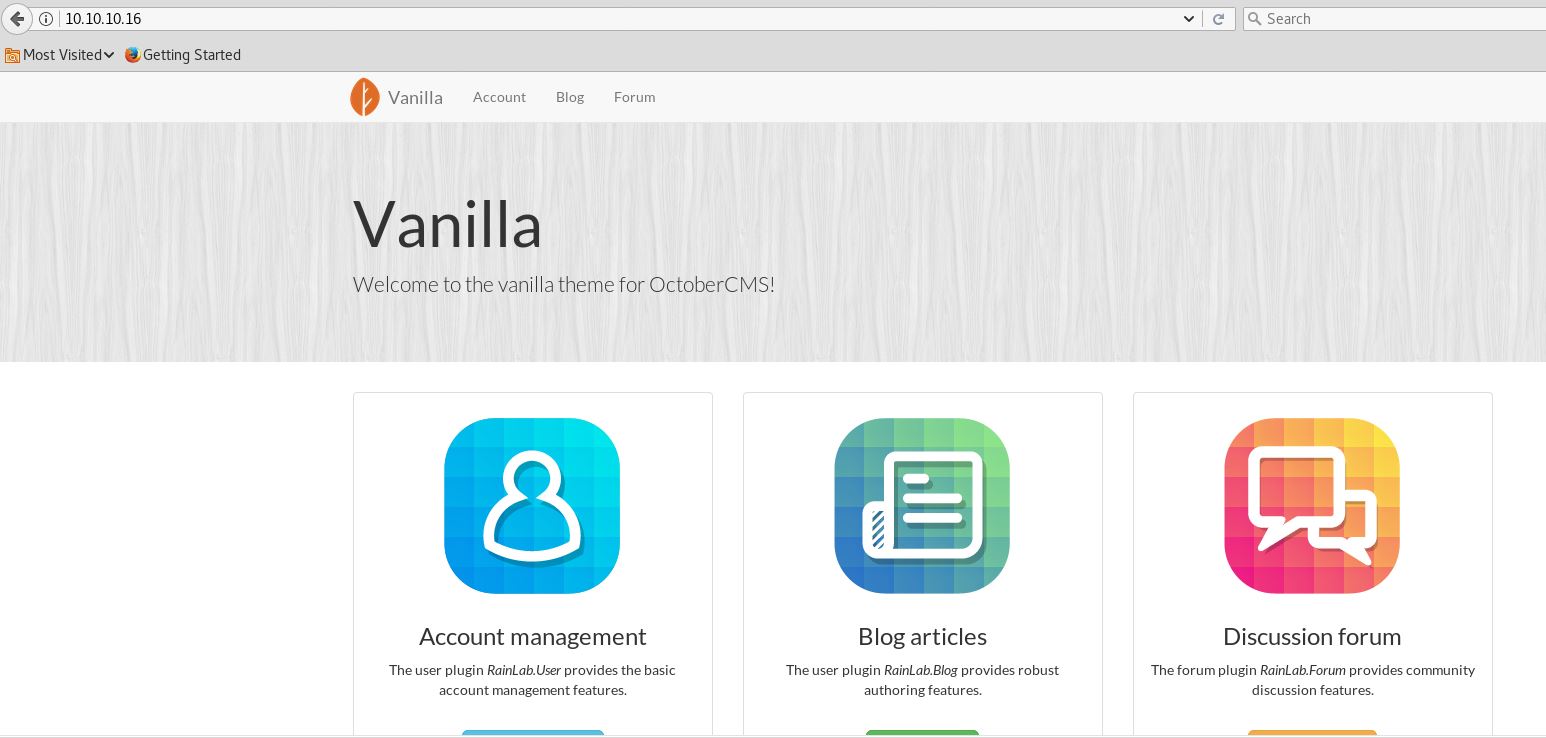 10.10.10.16
Search
Most Visited
Getting Started
Vanilla
Account
Blog
Forum
Vanilla
Welcome to the vanilla theme for OctoberCMS!
Account management
The user plugin RainLab.User provides the basic
account management features.
Blog articles
The user plugin RainLab.Blog provides robust
authoring features.
Discussion forum
The forum plugin RainLab.Forum provides community
discussion features.